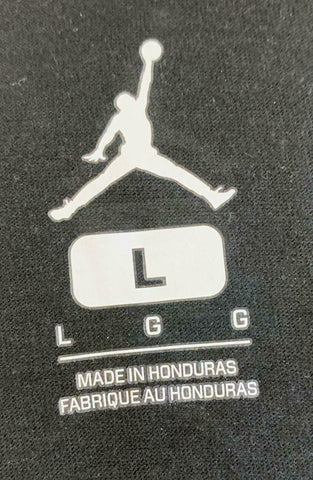 L
L G G
MADE IN HONDURAS
FABRIQUE AU HONDURAS